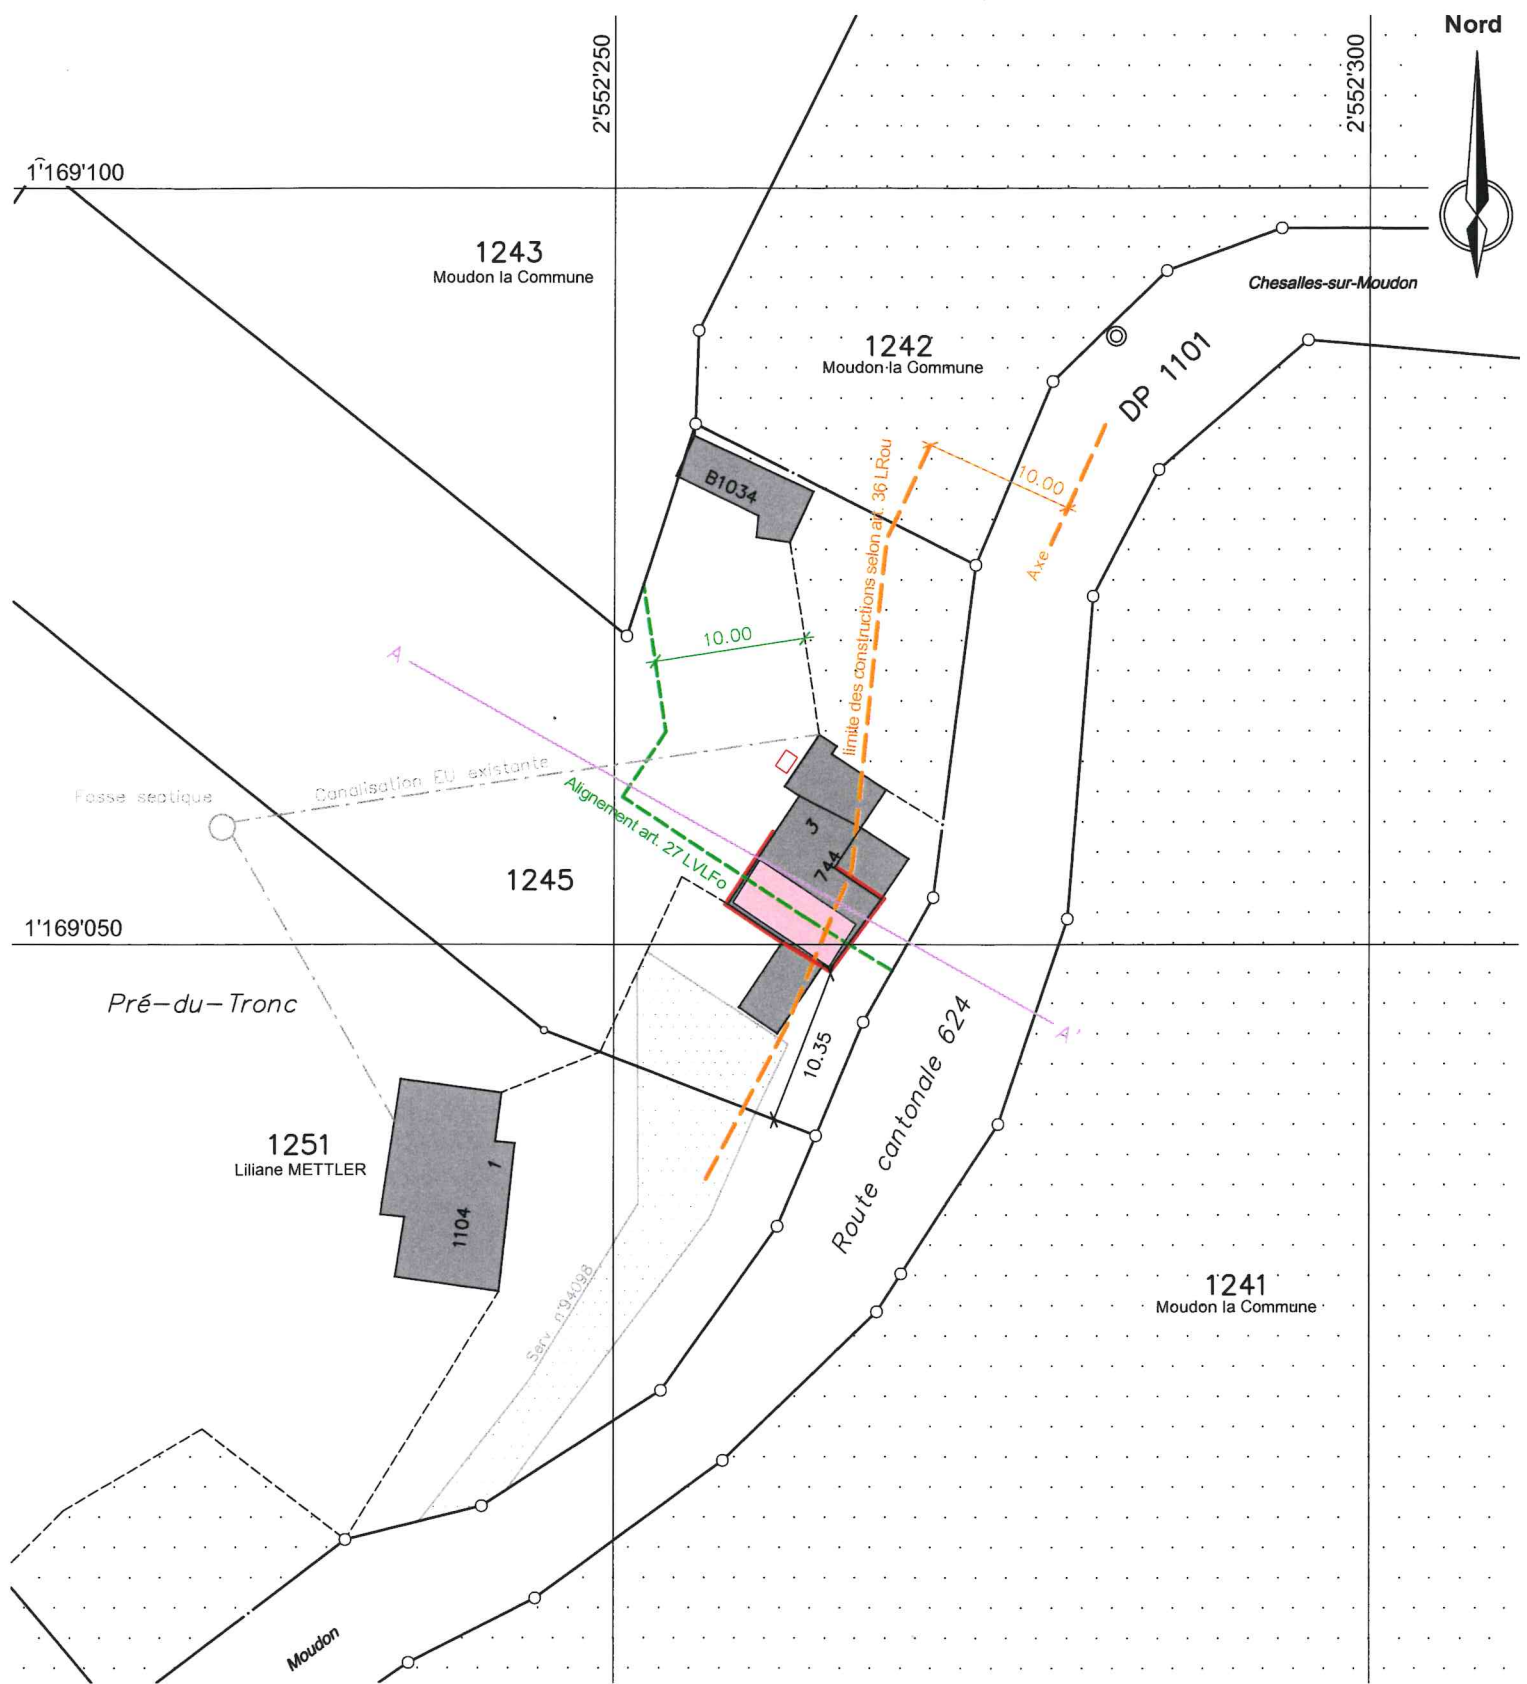 Nord
2'552'250
2'552'300
1'169'100
1243
Moudon la Commune
Chesalles-sur-Moudon
1242
Moudon la Commune
DP 1101
B1034
limite des constructions selon art. 36 LRou
10.00
Axe
10.00
A
Canalisation EU existante
Fosse septique
Alignement art. 27 LVLFo
3
744
1245
1'169'050
Pré-du-Tronc
A'
10.35
Route cantonale 624
1251
Liliane METTLER
1
1104
Serv. n°94098
1241
Moudon la Commune
Moudon